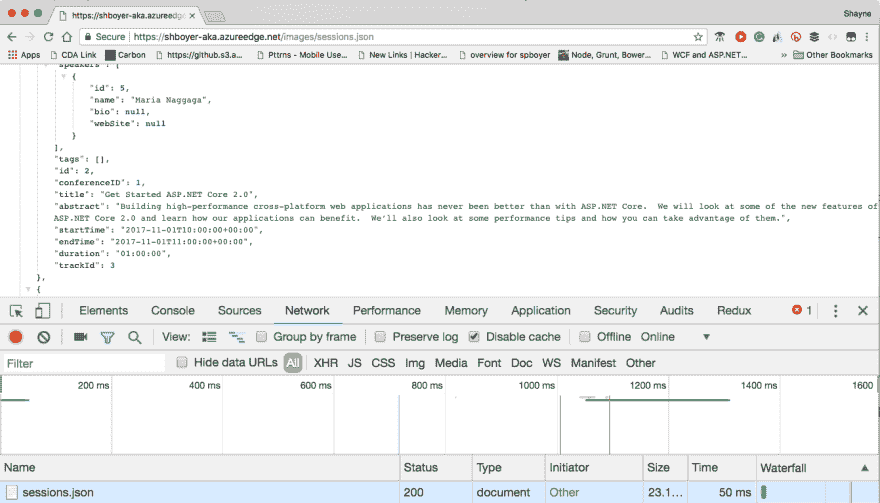 https://shboyer-aka.azureedge
Shayne
Secure https://shboyer-aka.azureedge.net/images/sessions.json
Apps CDA Link Carbon https://github.s3.a... Pttrns - Mobile Use... New Links | Hacker... overview for spboyer Node, Grunt, Bower... WCF and ASP.NET... » Other Bookmarks
"speakers": [
{
"id": 5,
"name": "Maria Naggaga",
"bio": null,
"webSite": null
}
],
"tags": [],
"id": 2,
"conferenceID": 1,
"title": "Get Started ASP.NET Core 2.0",
"abstract": "Building high-performance cross-platform web applications has never been better than with ASP.NET Core. We will look at some of the new features of
ASP.NET Core 2.0 and learn how our applications can benefit. We'll also look at some performance tips and how you can take advantage of them.",
"startTime": "2017-11-01T10:00:00+00:00",
"endTime": "2017-11-01T11:00:00+00:00",
"duration": "01:00:00",
"trackId": 3
},
{
Elements Console Sources Network Performance Memory Application Security Audits Redux 1
View: Group by frame Preserve log Disable cache Offline Online
Filter Hide data URLs All XHR JS CSS Img Media Font Doc WS Manifest Other
200 ms 400 ms 600 ms 800 ms 1000 ms 1200 ms 1400 ms 1600
Name Status Type Initiator Size Time Waterfall
sessions.json 200 document Other 23.1... 50 ms